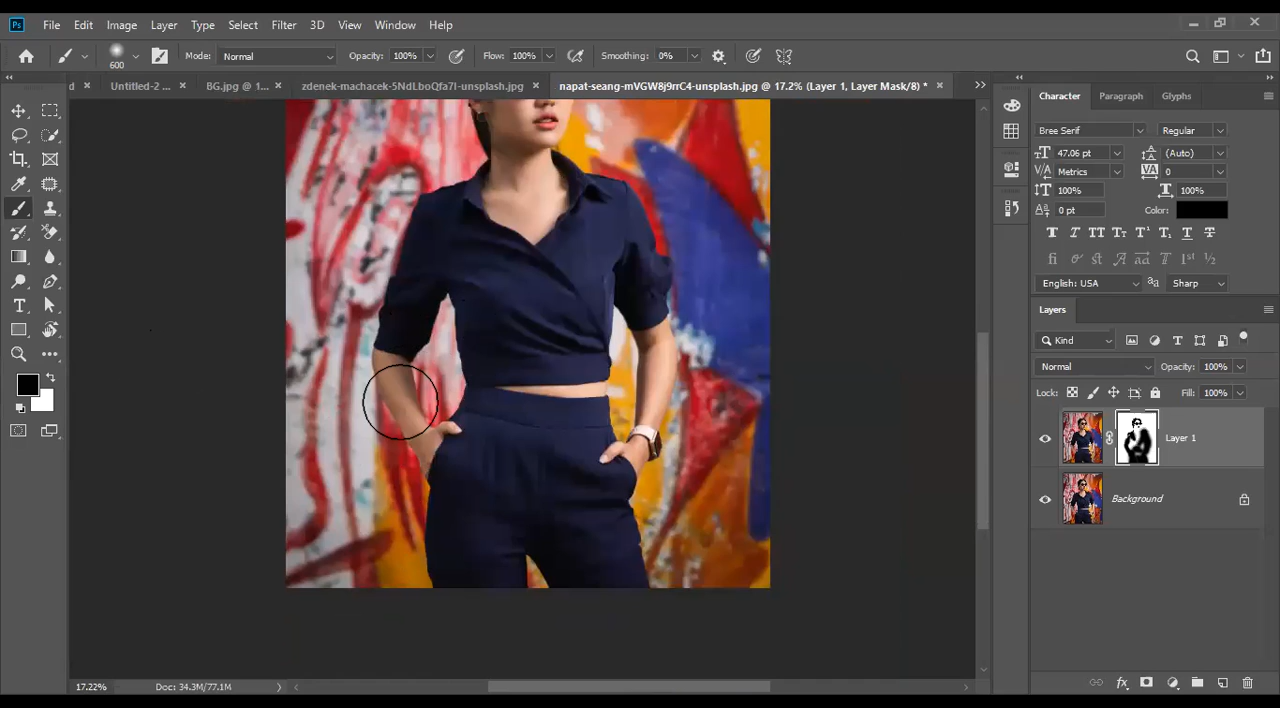 Ps File Edit Image Layer Type Select Filter 3D View Window Help
600 Mode: Normal Opacity: 100% Flow: 100% Smoothing: 0%
d × Untitled-2 ... × BG.jpg @ 1... × zdenek-machacek-5NdLboQfa7I-unsplash.jpg × napat-seang-mVGW8j9rrC4-unsplash.jpg @ 17.2% (Layer 1, Layer Mask/8) * ×
Character Paragraph Glyphs
Bree Serif Regular
47.06 pt (Auto)
Metrics 0
100% 100%
0 pt Color:
English: USA Sharp
Layers
Kind
Normal Opacity: 100%
Lock: Fill: 100%
Layer 1
Background
17.22% Doc: 34.3M/77.1M